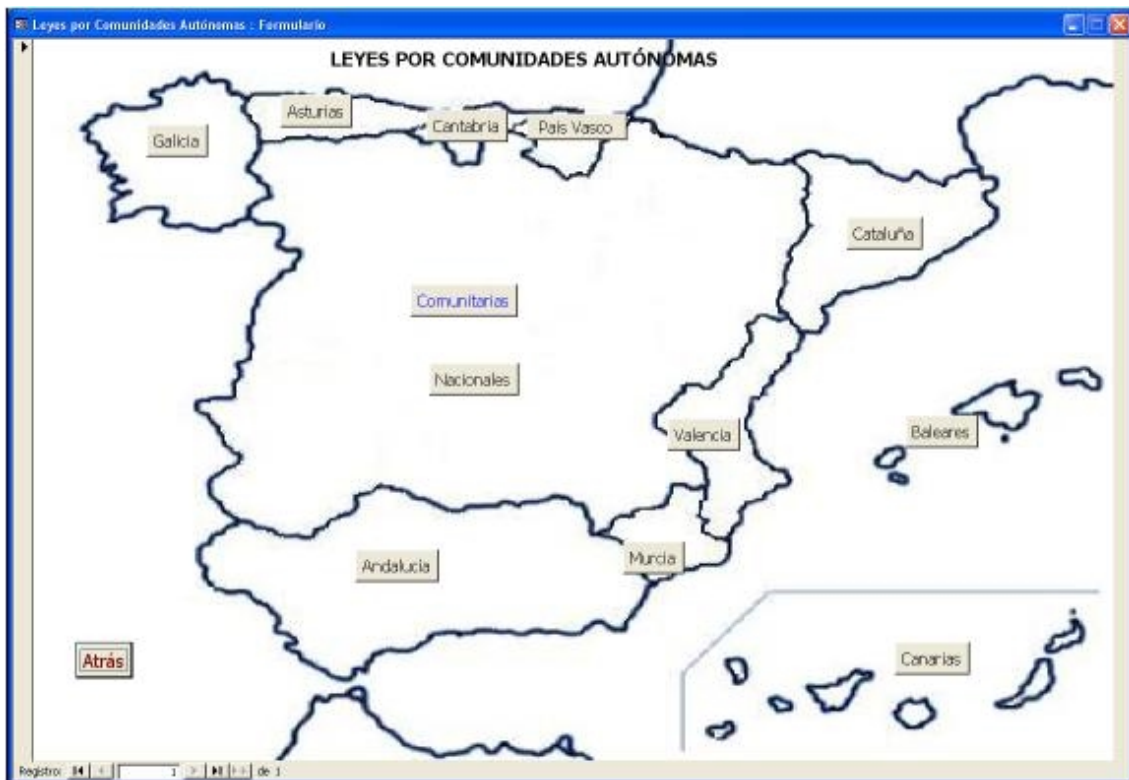 Leyes por Comunidades Autónomas : Formulario
LEYES POR COMUNIDADES AUTÓNOMAS
Asturias
Cantabria
País Vasco
Galicia
Cataluña
Comunitarias
Nacionales
Valencia
Baleares
Murcia
Andalucía
Canarias
Atrás
Registro: 1 de 1